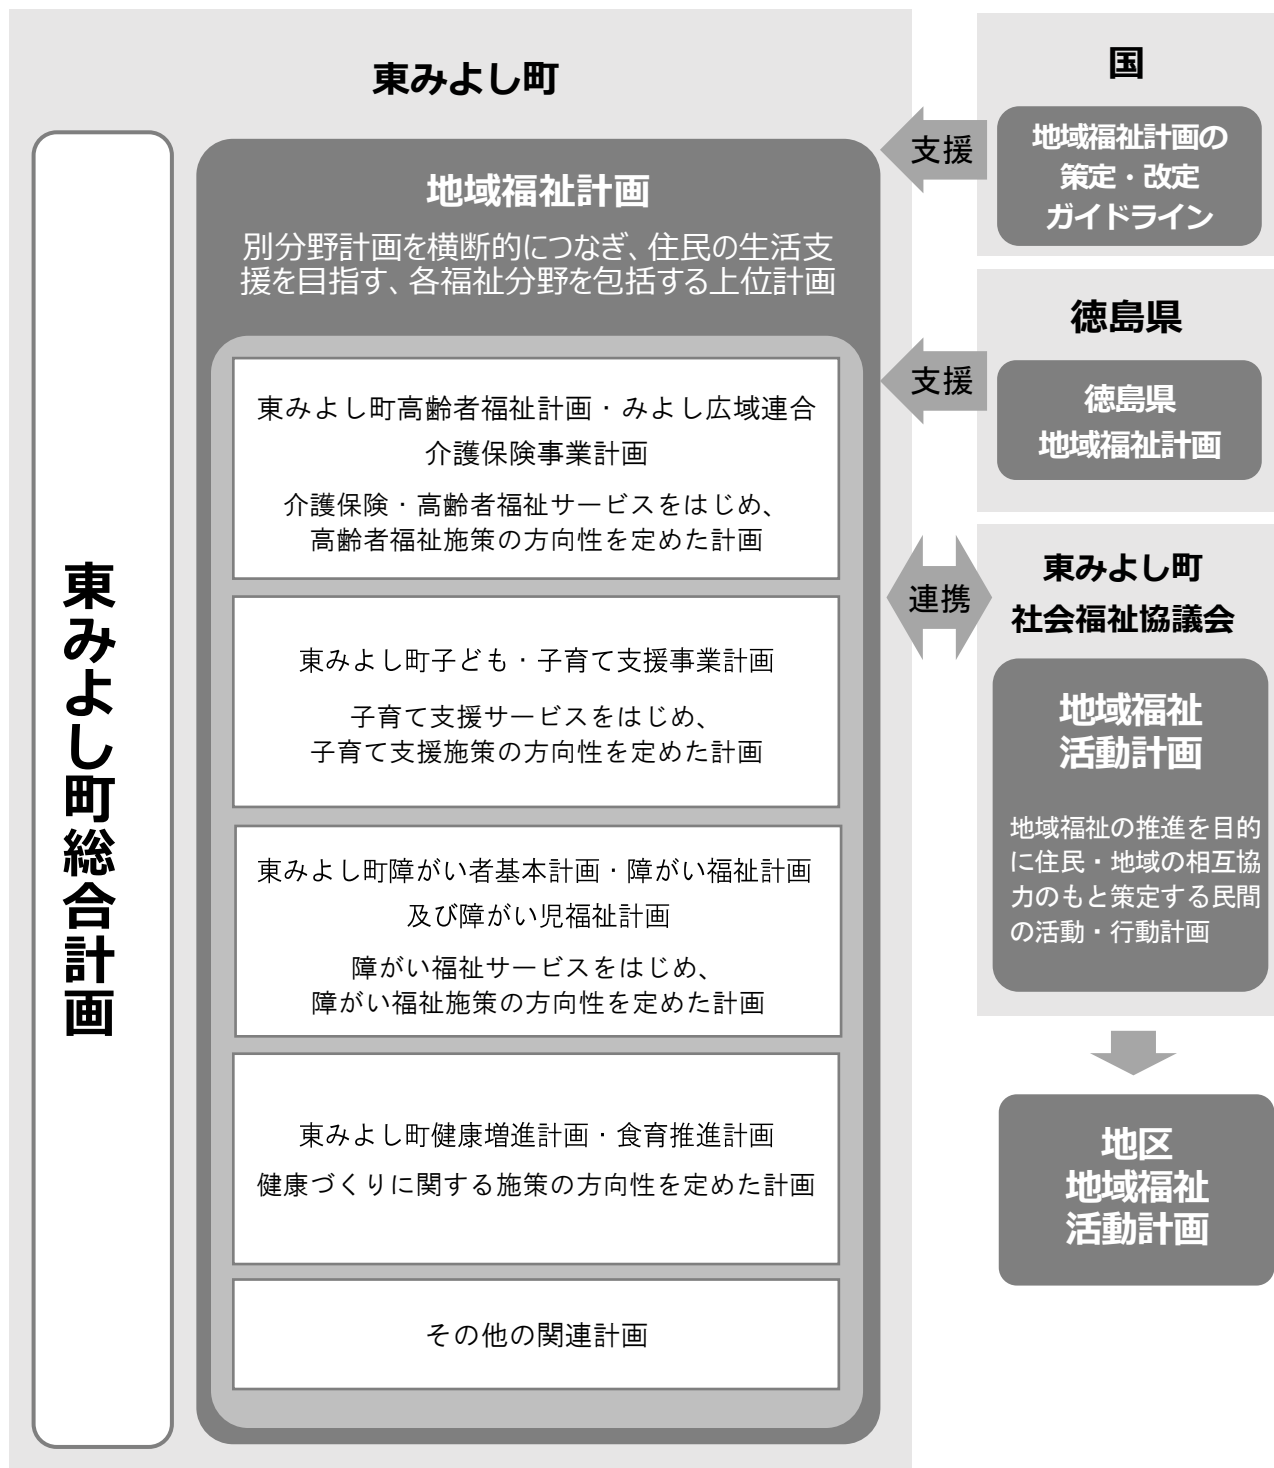 東みよし町
東みよし町総合計画
地域福祉計画
別分野計画を横断的につなぎ、住民の生活支
援を目指す、各福祉分野を包括する上位計画
東みよし町高齢者福祉計画・みよし広域連合
介護保険事業計画
介護保険・高齢者福祉サービスをはじめ、
高齢者福祉施策の方向性を定めた計画
東みよし町子ども・子育て支援事業計画
子育て支援サービスをはじめ、
子育て支援施策の方向性を定めた計画
東みよし町障がい者基本計画・障がい福祉計画
及び障がい児福祉計画
障がい福祉サービスをはじめ、
障がい福祉施策の方向性を定めた計画
東みよし町健康増進計画・食育推進計画
健康づくりに関する施策の方向性を定めた計画
その他の関連計画
支援
支援
連携
国
地域福祉計画の
策定・改定
ガイドライン
徳島県
徳島県
地域福祉計画
東みよし町
社会福祉協議会
地域福祉
活動計画
地域福祉の推進を目的
に住民・地域の相互協
力のもと策定する民間
の活動・行動計画
地区
地域福祉
活動計画